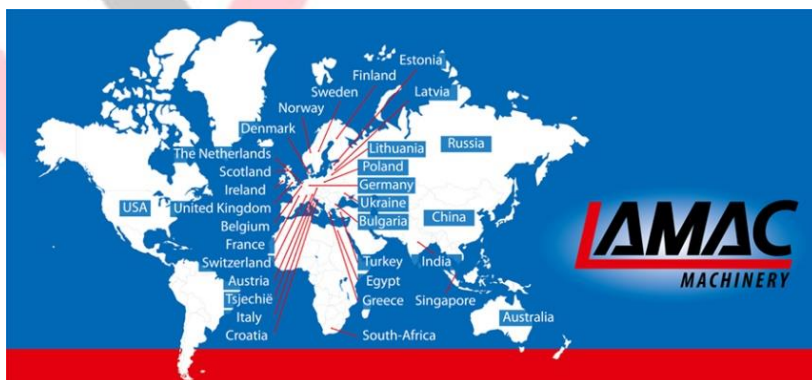 Estonia
Finland
Sweden
Latvia
Norway
Denmark
Lithuania
Russia
The Netherlands
Poland
Scotland
Germany
Ireland
Ukraine
USA
United Kingdom
China
Bulgaria
Belgium
France
Switzerland
Turkey
India
Austria
Egypt
Tsjechië
Greece
Singapore
Italy
Australia
Croatia
South-Africa
LAMAC
MACHINERY